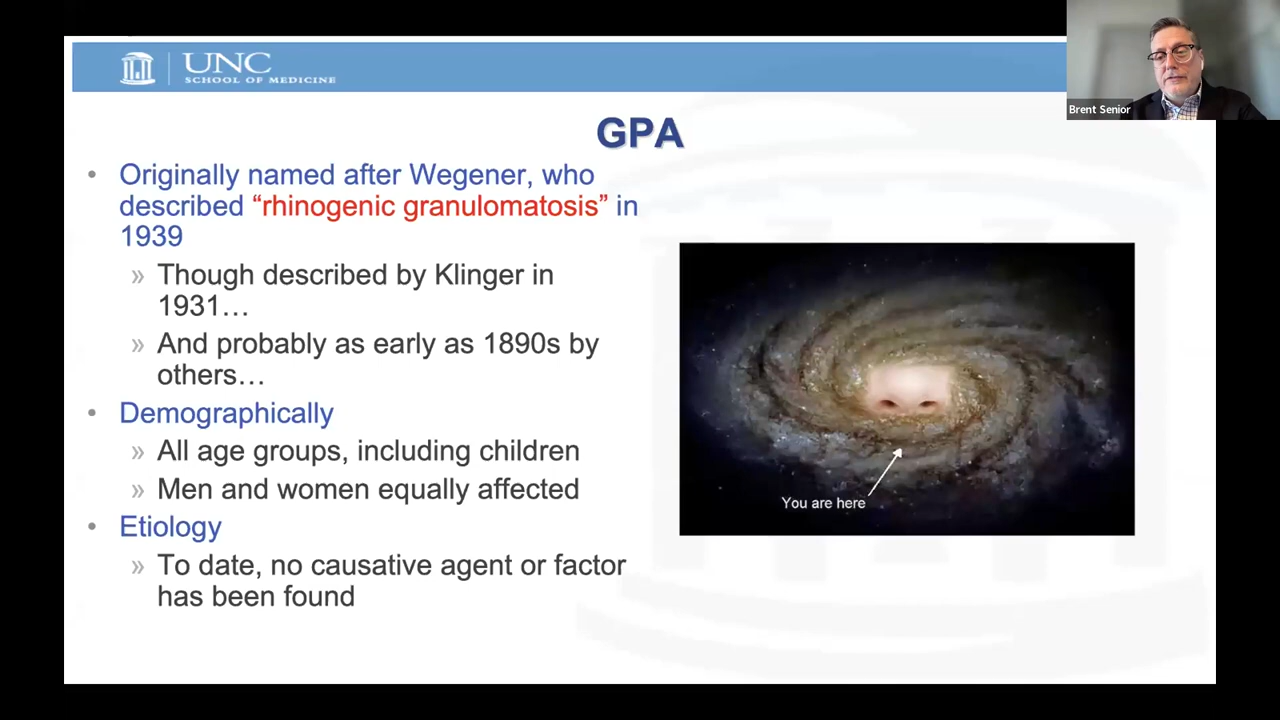 UNC
SCHOOL OF MEDICINE
Brent Senior
GPA
• Originally named after Wegener, who
described “rhinogenic granulomatosis” in
1939
» Though described by Klinger in
1931…
» And probably as early as 1890s by
others…
• Demographically
» All age groups, including children
» Men and women equally affected
• Etiology
» To date, no causative agent or factor
has been found
You are here